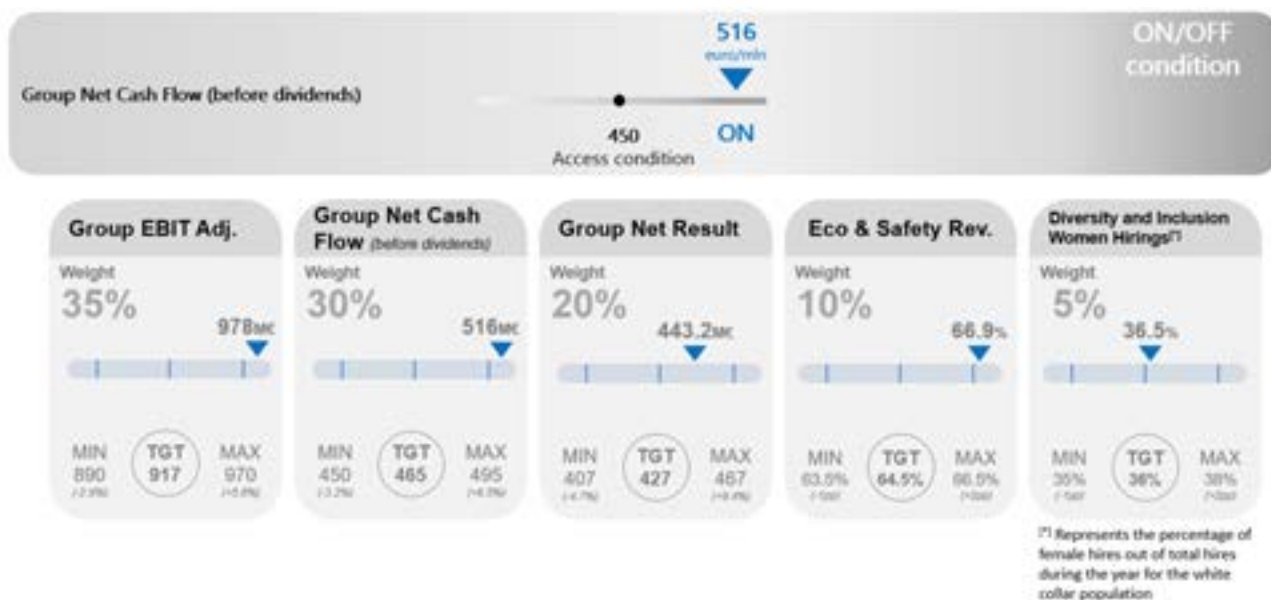 516
euro/mln
ON/OFF
condition
Group Net Cash Flow (before dividends)
450
ON
Access condition
Group EBIT Adj.
Weight
35%
978M€
MIN
890
TGT
917
MAX
970
Group Net Cash
Flow (before dividends)
Weight
30%
516M€
MIN
450
TGT
465
MAX
495
Group Net Result
Weight
20%
443.2M€
MIN
407
TGT
427
MAX
467
Eco & Safety Rev.
Weight
10%
66.9%
MIN
63.5%
TGT
64.5%
MAX
66.5%
Diversity and Inclusion
Women Hirings[*]
Weight
5%
36.5%
MIN
35%
TGT
36%
MAX
38%
[*] Represents the percentage of
female hires out of total hires
during the year for the white
collar population